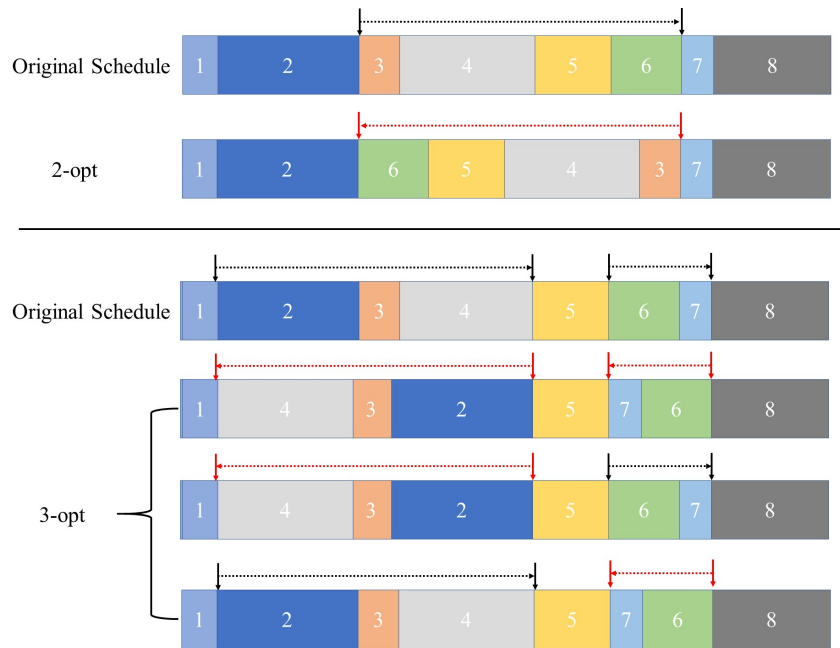 Original Schedule 1 2 3 4 5 6 7 8
2-opt 1 2 6 5 4 3 7 8
Original Schedule 1 2 3 4 5 6 7 8
1 4 3 2 5 7 6 8
3-opt 1 4 3 2 5 6 7 8
1 2 3 4 5 7 6 8